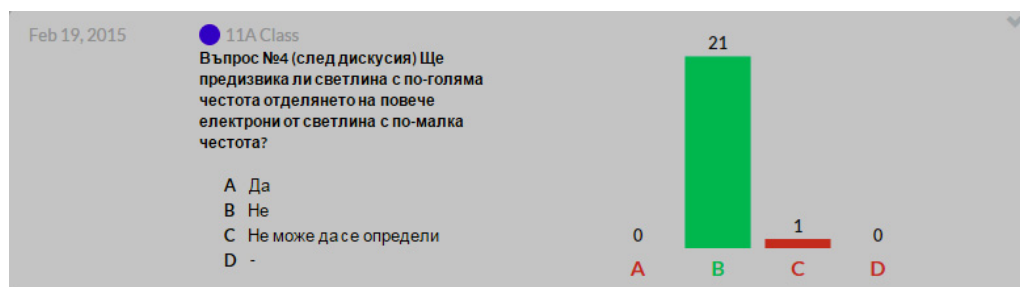 Feb 19, 2015
11A Class
Въпрос №4 (след дискусия) Ще
предизвика ли светлина с по-голяма
честота отделянето на повече
електрони от светлина с по-малка
честота?
A Да
B Не
C Не може да се определи
D -
0 21 1 0
A B C D